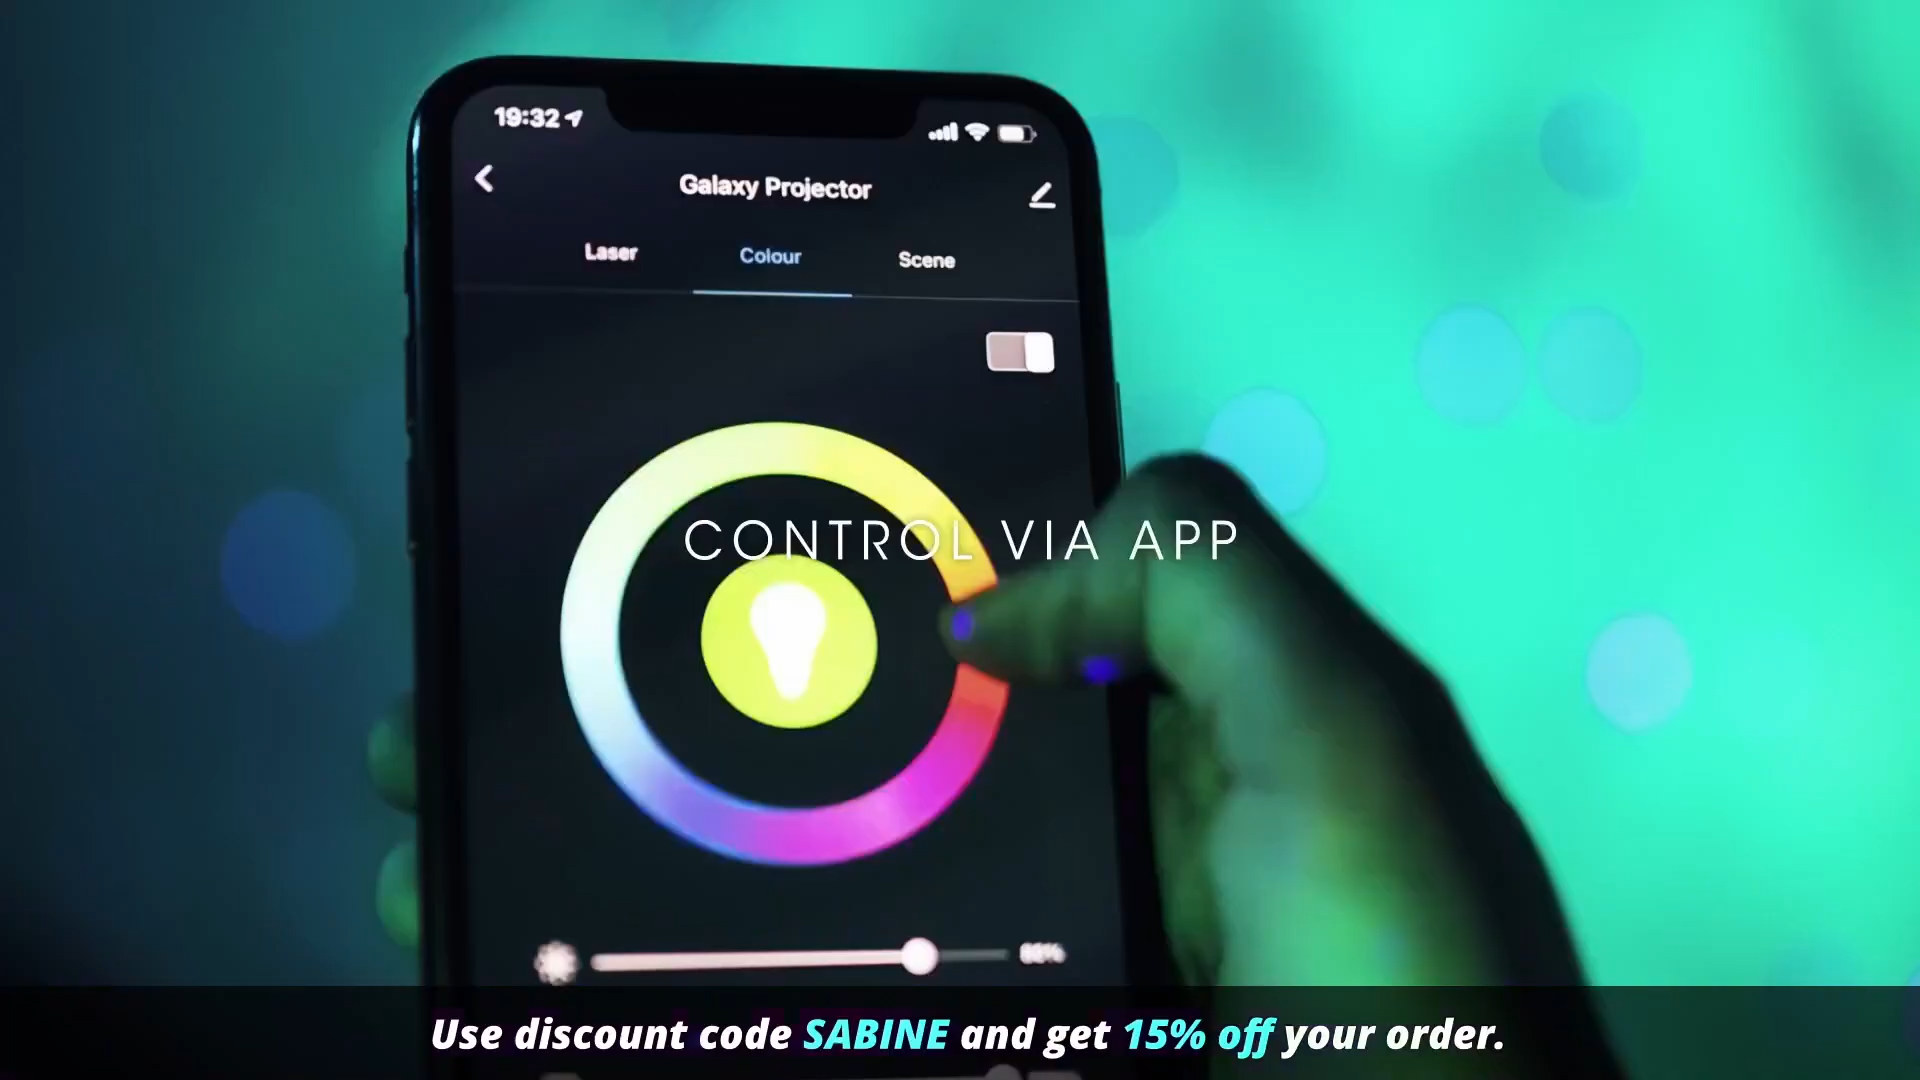 19:32
Galaxy Projector
Laser Colour Scene
CONTROL VIA APP
Use discount code SABINE and get 15% off your order.